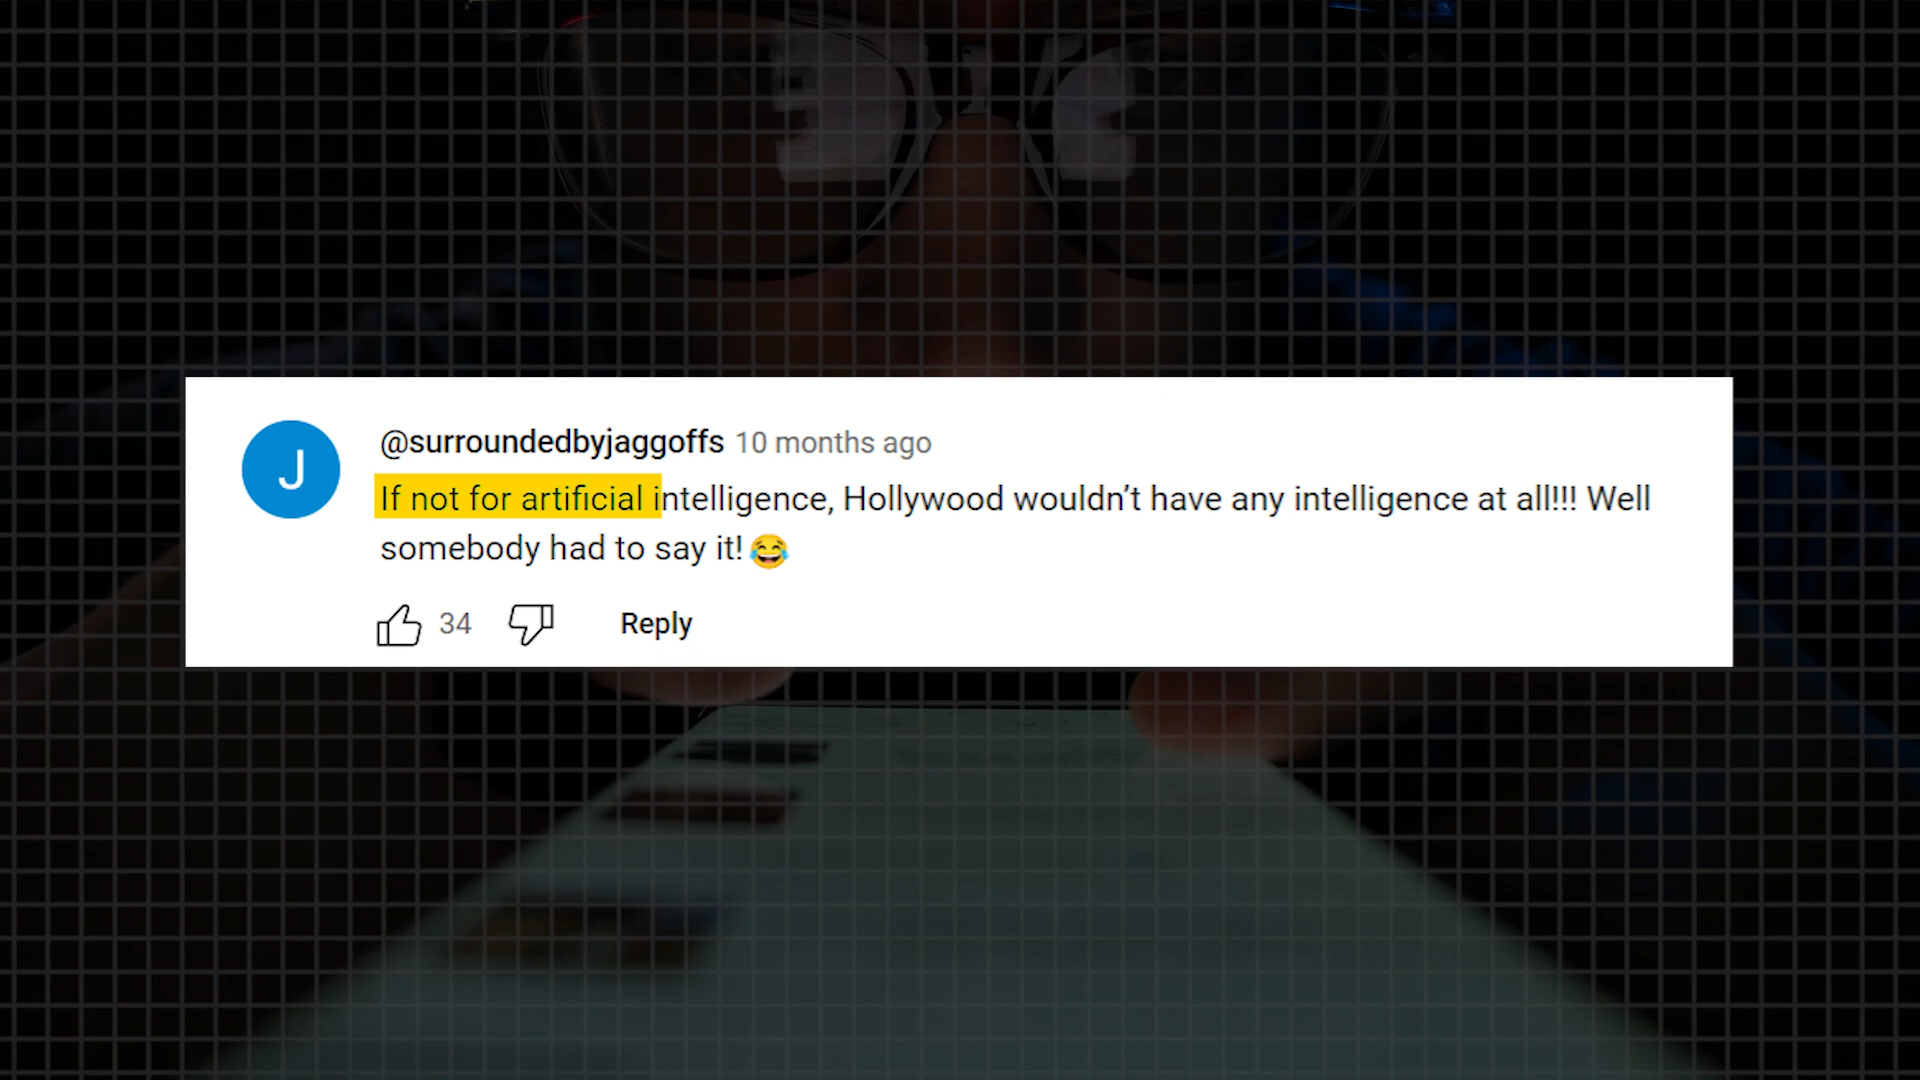 J
@surroundedbyjaggoffs 10 months ago
If not for artificial intelligence, Hollywood wouldn’t have any intelligence at all!!! Well
somebody had to say it!😂
34 Reply